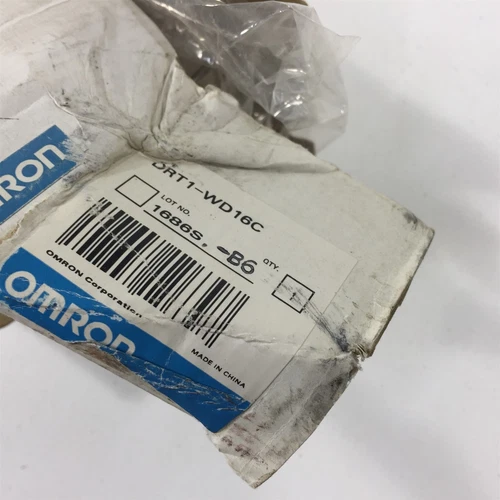 OMRON
DRT1-WD16C
LOT NO.
QTY.
1686S, -B6
1
OMRON Corporation
OMRON
MADE IN CHINA